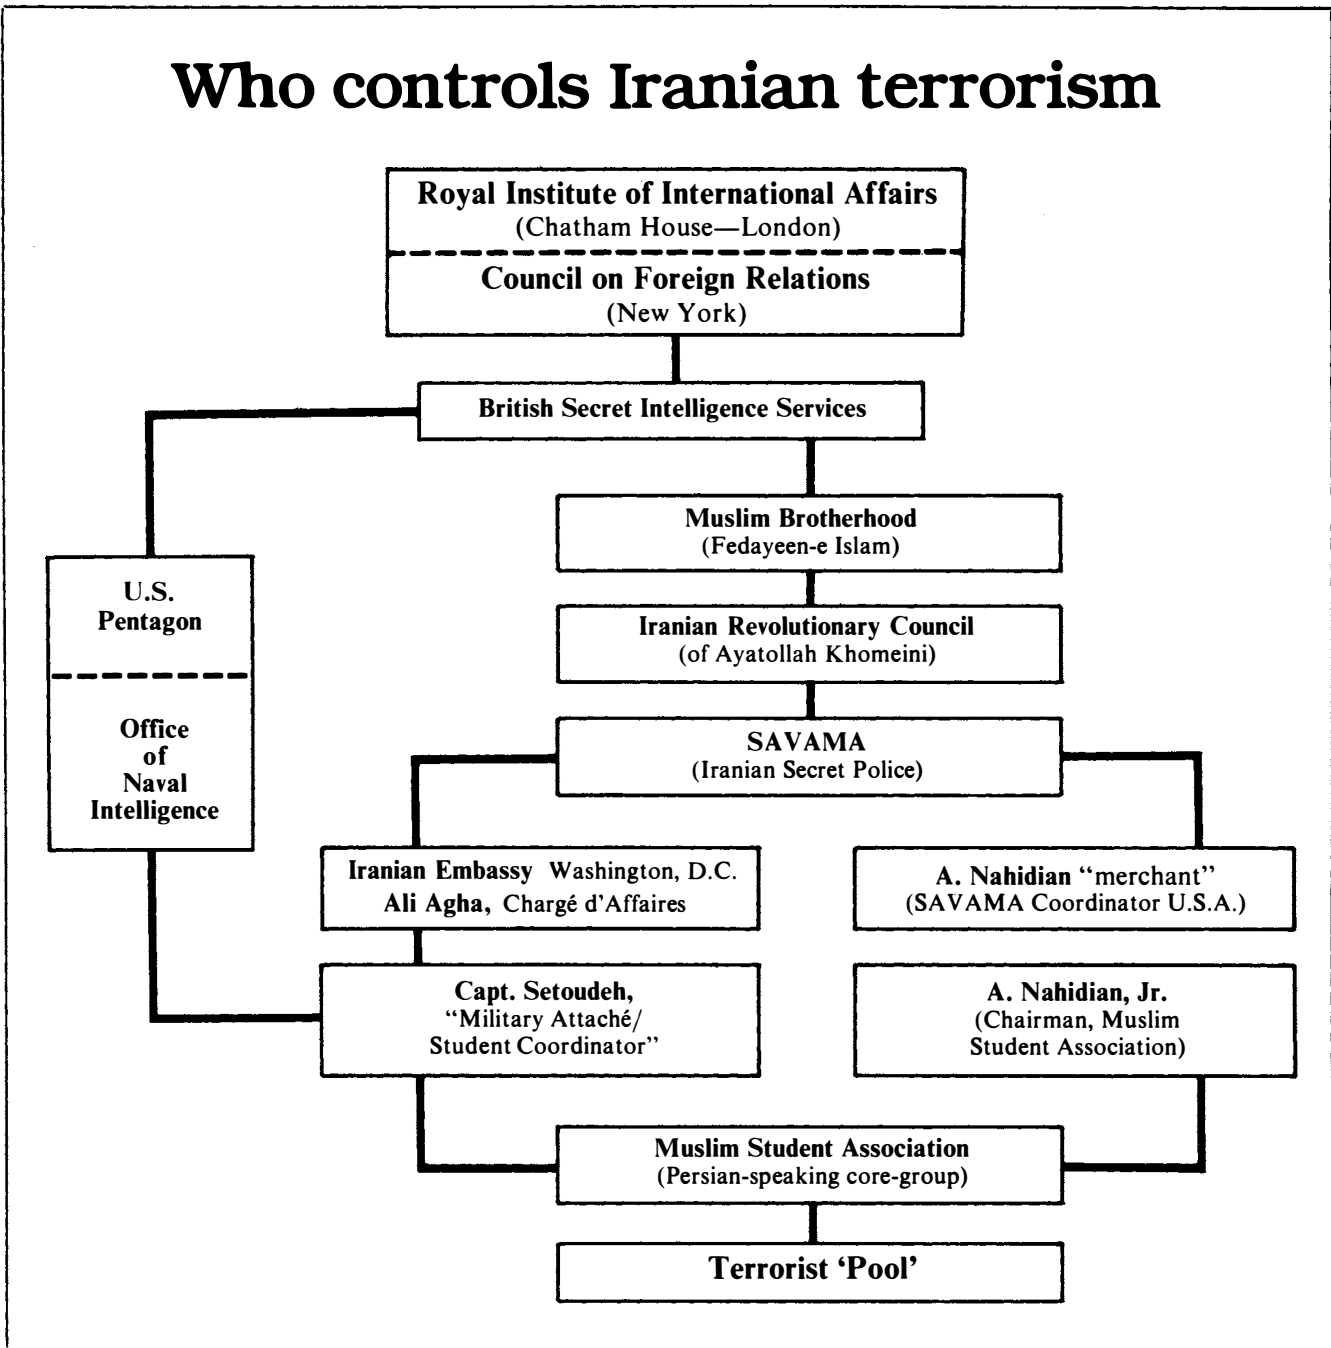 Who controls Iranian terrorism
Royal Institute of International Affairs
(Chatham House—London)
Council on Foreign Relations
(New York)
British Secret Intelligence Services
Muslim Brotherhood
(Fedayeen-e Islam)
U.S.
Pentagon
Office
of
Naval
Intelligence
Iranian Revolutionary Council
(of Ayatollah Khomeini)
SAVAMA
(Iranian Secret Police)
Iranian Embassy Washington, D.C.
Ali Agha, Chargé d’Affaires
A. Nahidian “merchant”
(SAVAMA Coordinator U.S.A.)
Capt. Setoudeh,
“Military Attaché/
Student Coordinator”
A. Nahidian, Jr.
(Chairman, Muslim
Student Association)
Muslim Student Association
(Persian-speaking core-group)
Terrorist ‘Pool’